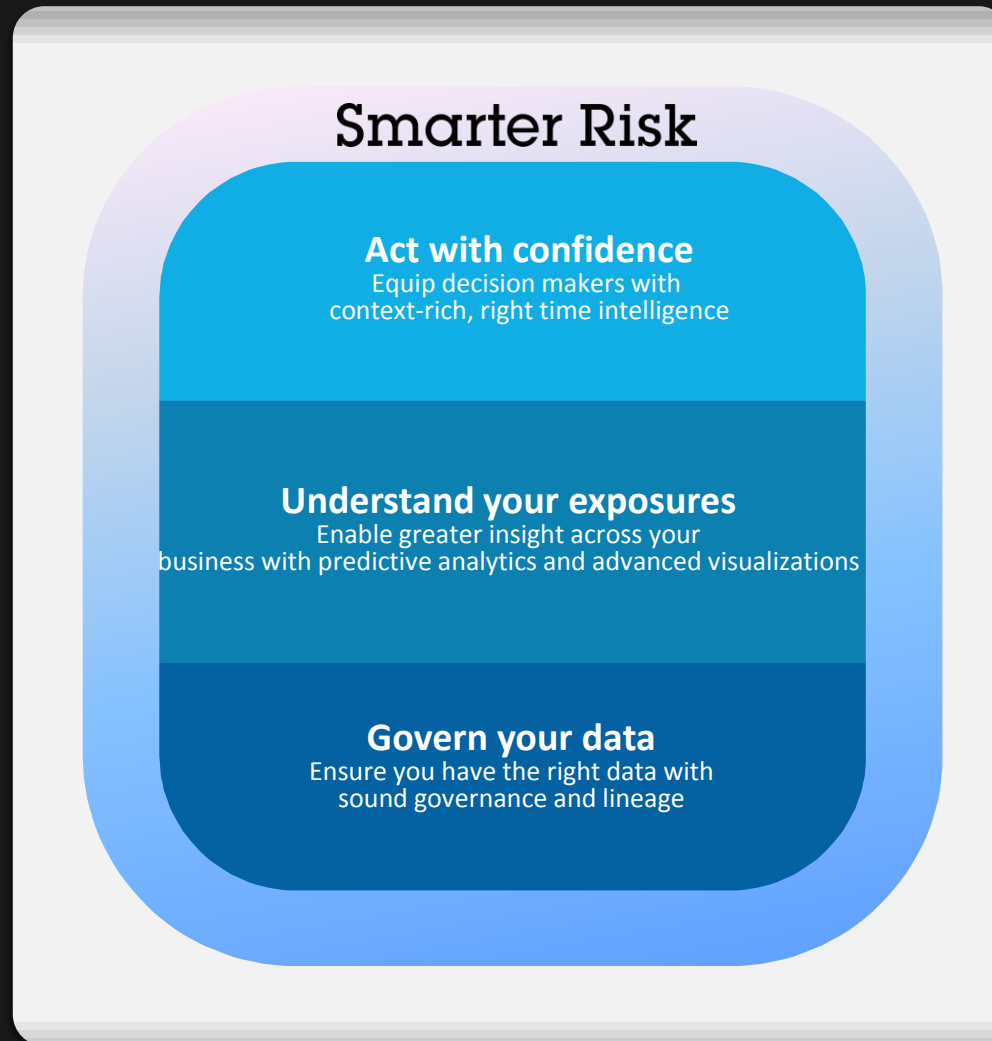 Smarter Risk
Act with confidence
Equip decision makers with
context-rich, right time intelligence
Understand your exposures
Enable greater insight across your
business with predictive analytics and advanced visualizations
Govern your data
Ensure you have the right data with
sound governance and lineage